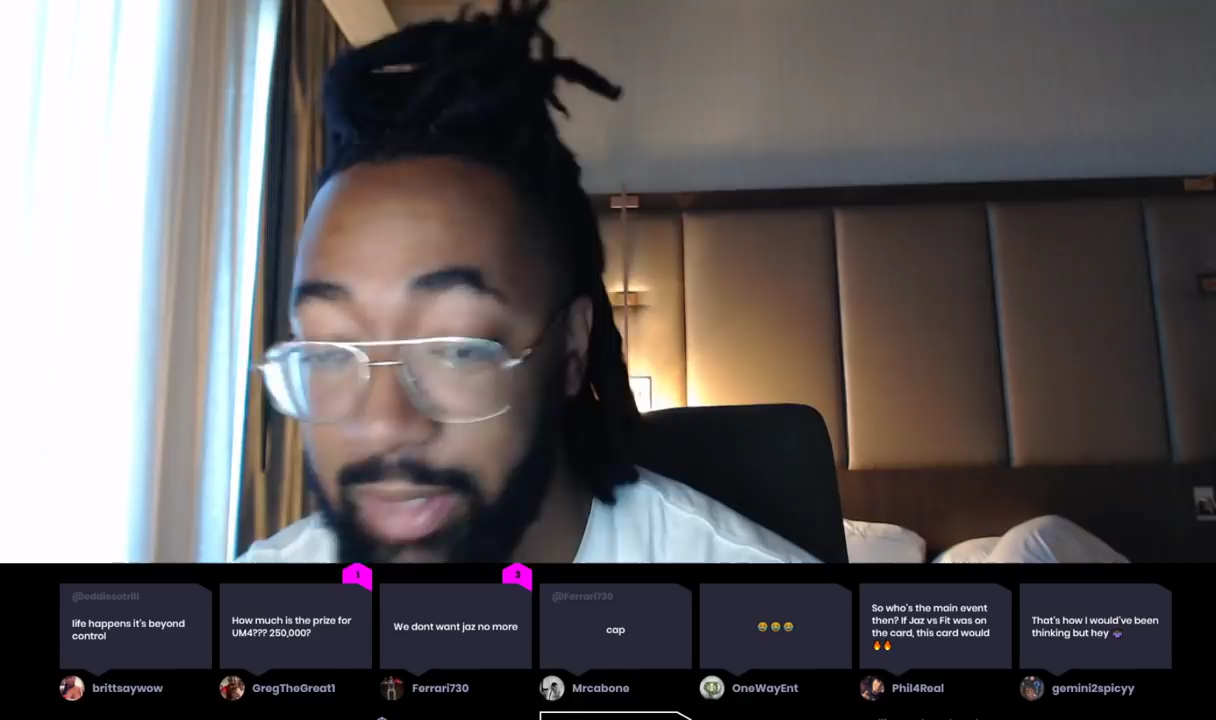 1
3
@eddiesotrill
life happens it's beyond
control
brittsaywow
How much is the prize for
UM4??? 250,000?
GregTheGreat1
We dont want jaz no more
Ferrari730
@Ferrari730
cap
Mrcabone
😂 😂 😂
OneWayEnt
So who's the main event
then? If Jaz vs Fit was on
the card, this card would
🔥🔥
Phil4Real
That's how I would've been
thinking but hey
gemini2spicyy